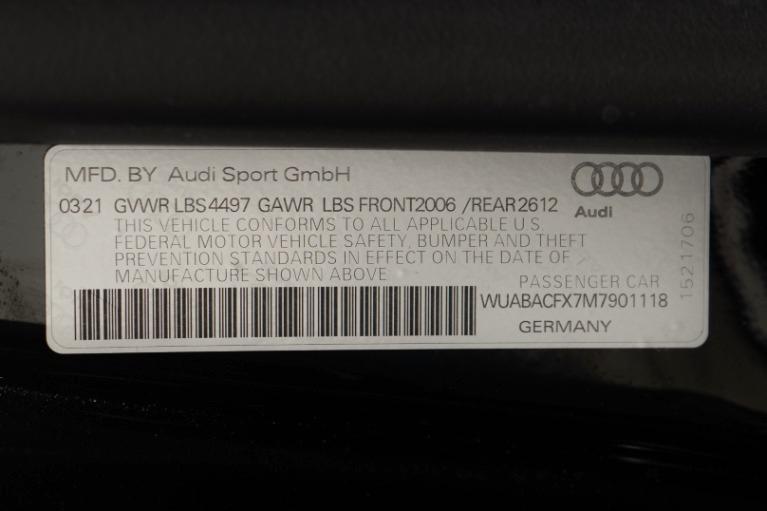 MFD. BY Audi Sport GmbH
0321 GVWR LBS4497 GAWR LBS FRONT2006 /REAR2612
Audi
THIS VEHICLE CONFORMS TO ALL APPLICABLE U.S.
FEDERAL MOTOR VEHICLE SAFETY, BUMPER AND THEFT
PREVENTION STANDARDS IN EFFECT ON THE DATE OF
MANUFACTURE SHOWN ABOVE
PASSENGER CAR
WUABACFX7M7901118
GERMANY
1521706